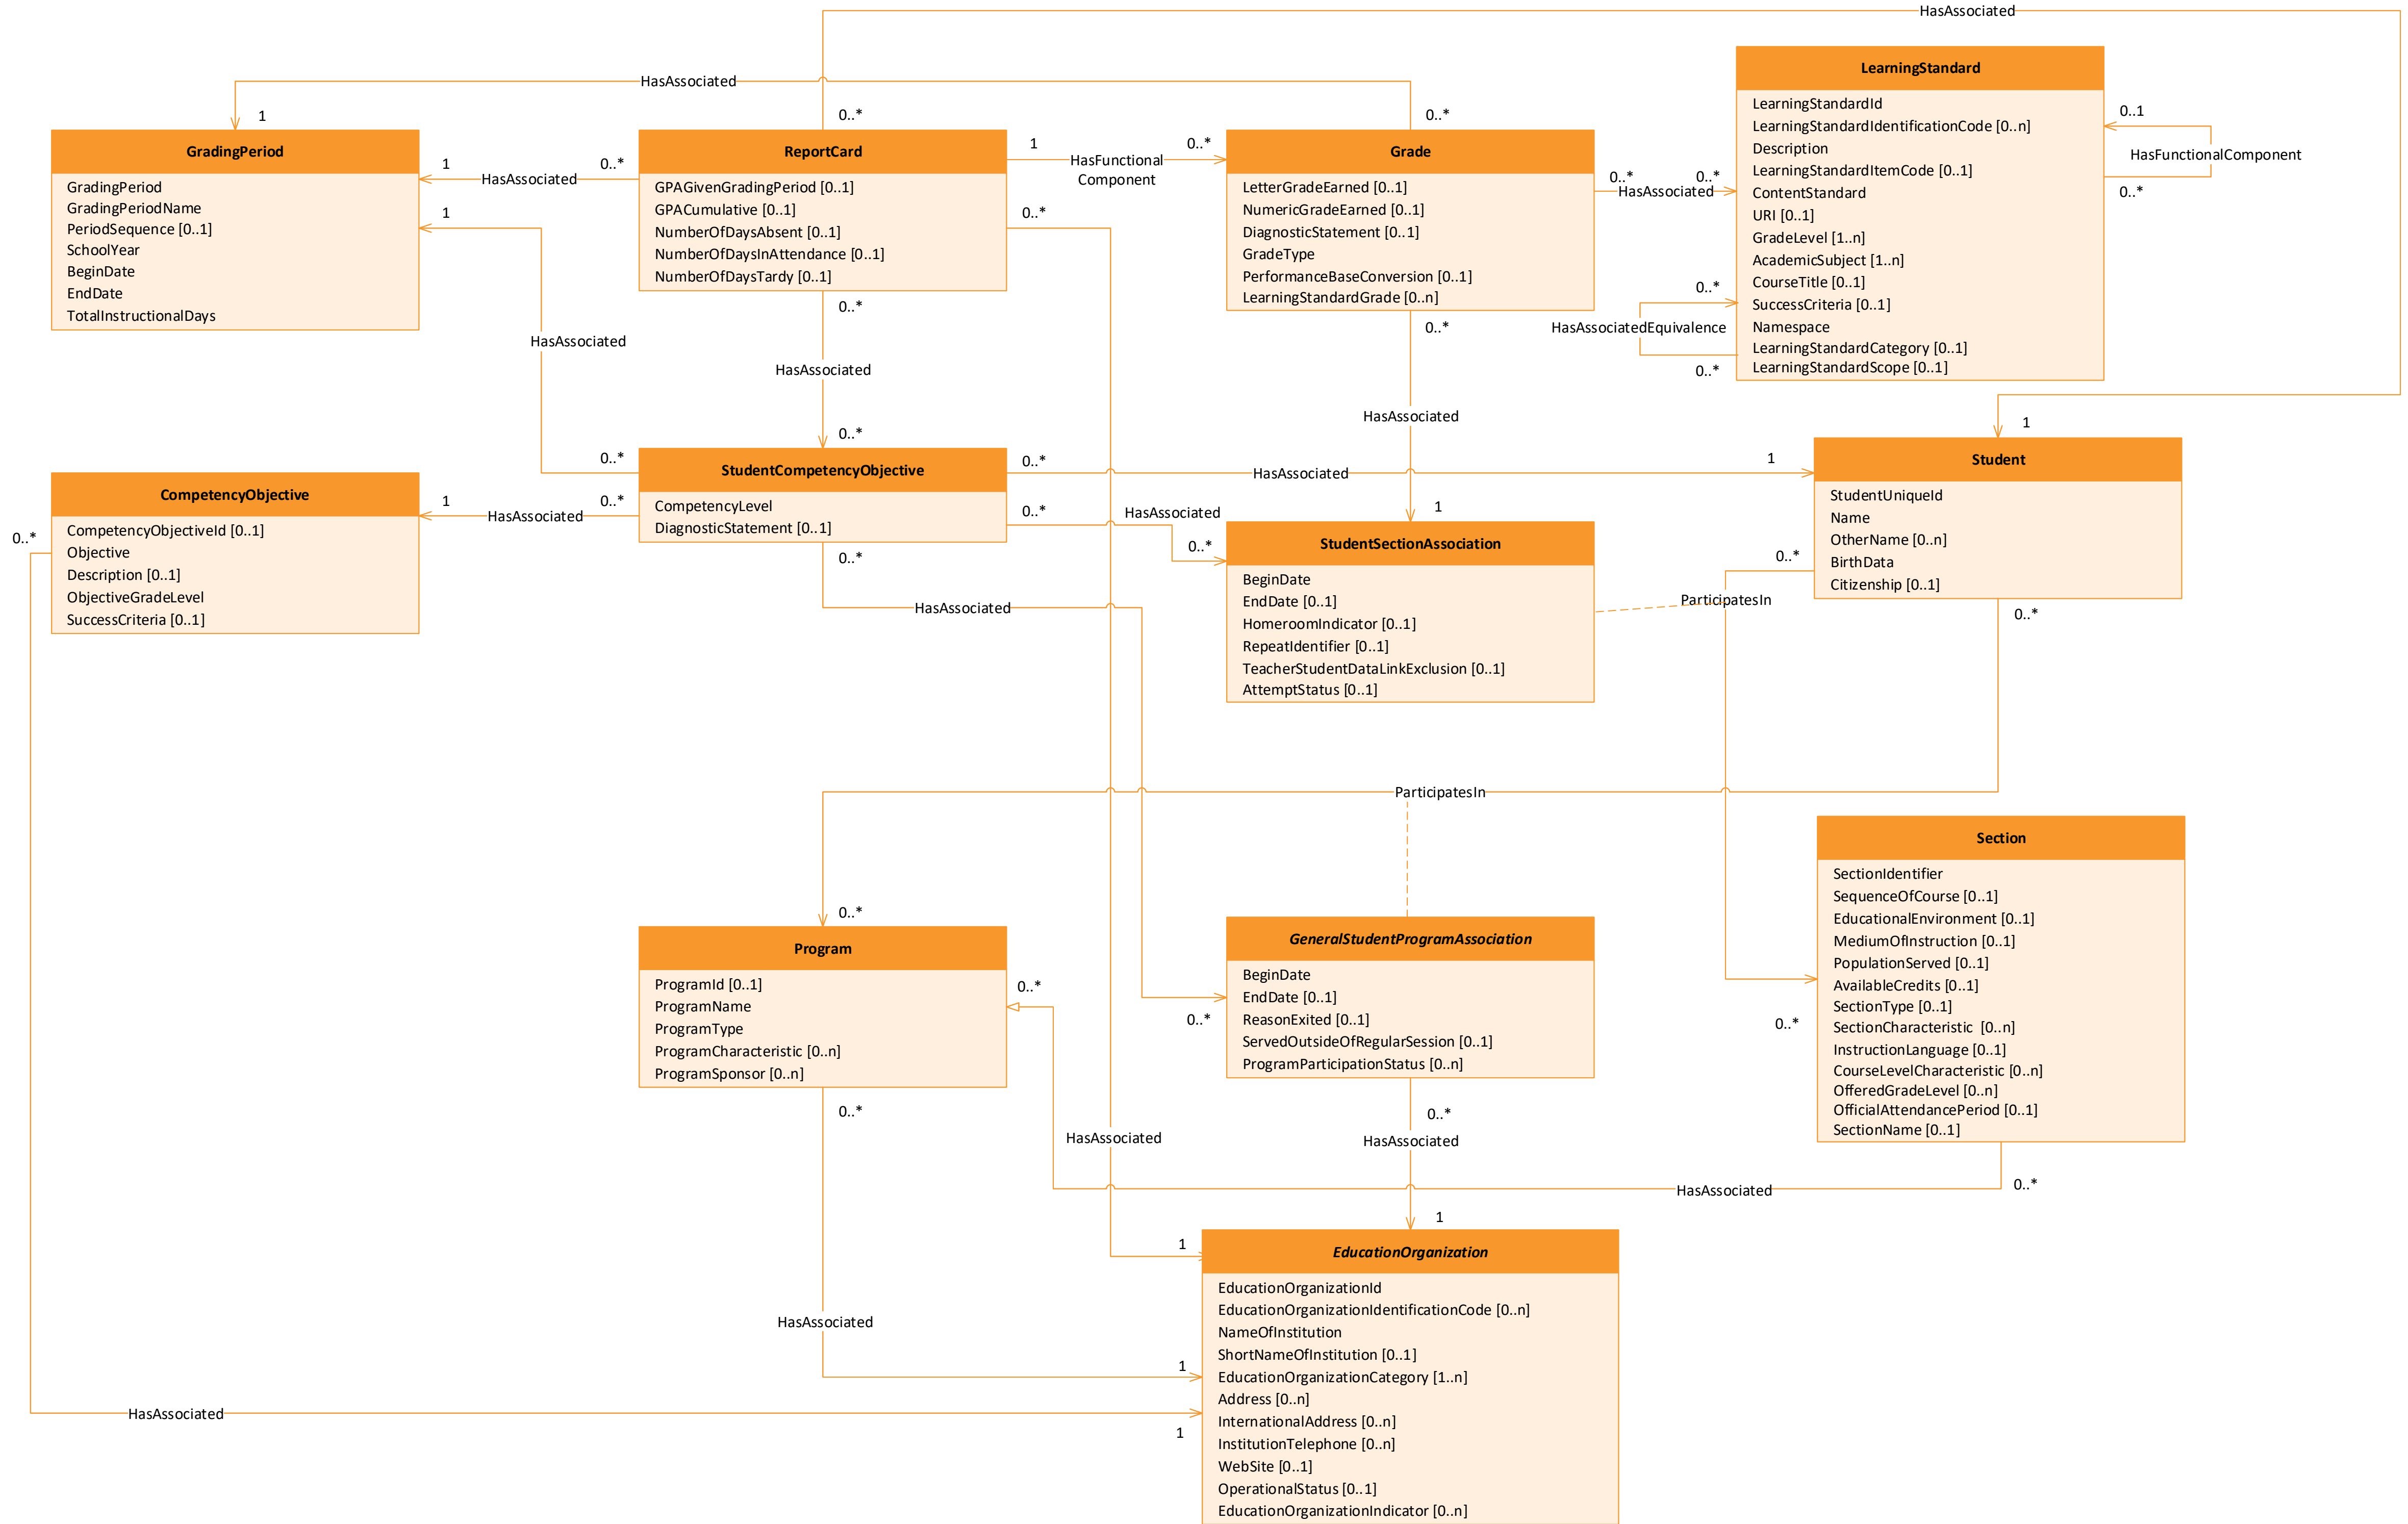 HasAssociated
HasAssociated
1
0..*
0..*
GradingPeriod
GradingPeriod
GradingPeriodName
PeriodSequence [0..1]
SchoolYear
BeginDate
EndDate
TotalInstructionalDays
1
HasAssociated
0..*
1
HasAssociated
ReportCard
GPAGivenGradingPeriod [0..1]
GPACumulative [0..1]
NumberOfDaysAbsent [0..1]
NumberOfDaysInAttendance [0..1]
NumberOfDaysTardy [0..1]
1
HasFunctional
Component
0..*
0..*
0..*
HasAssociated
0..*
Grade
LetterGradeEarned [0..1]
NumericGradeEarned [0..1]
DiagnosticStatement [0..1]
GradeType
PerformanceBaseConversion [0..1]
LearningStandardGrade [0..n]
0..*
HasAssociated
0..*
0..*
HasAssociated
1
LearningStandard
LearningStandardId
LearningStandardIdentificationCode [0..n]
Description
LearningStandardItemCode [0..1]
ContentStandard
URI [0..1]
GradeLevel [1..n]
AcademicSubject [1..n]
CourseTitle [0..1]
SuccessCriteria [0..1]
Namespace
LearningStandardCategory [0..1]
LearningStandardScope [0..1]
0..1
HasFunctionalComponent
0..*
0..*
HasAssociatedEquivalence
0..*
1
CompetencyObjective
CompetencyObjectiveId [0..1]
Objective
Description [0..1]
ObjectiveGradeLevel
SuccessCriteria [0..1]
0..*
1
HasAssociated
0..*
0..*
StudentCompetencyObjective
CompetencyLevel
DiagnosticStatement [0..1]
0..*
HasAssociated
1
0..*
HasAssociated
0..*
0..*
HasAssociated
StudentSectionAssociation
BeginDate
EndDate [0..1]
HomeroomIndicator [0..1]
RepeatIdentifier [0..1]
TeacherStudentDataLinkExclusion [0..1]
AttemptStatus [0..1]
Student
StudentUniqueId
Name
OtherName [0..n]
BirthData
Citizenship [0..1]
0..*
ParticipatesIn
0..*
ParticipatesIn
0..*
Program
ProgramId [0..1]
ProgramName
ProgramType
ProgramCharacteristic [0..n]
ProgramSponsor [0..n]
0..*
0..*
HasAssociated
GeneralStudentProgramAssociation
BeginDate
EndDate [0..1]
ReasonExited [0..1]
ServedOutsideOfRegularSession [0..1]
ProgramParticipationStatus [0..n]
0..*
0..*
HasAssociated
1
Section
SectionIdentifier
SequenceOfCourse [0..1]
EducationalEnvironment [0..1]
MediumOfInstruction [0..1]
PopulationServed [0..1]
AvailableCredits [0..1]
SectionType [0..1]
SectionCharacteristic [0..n]
InstructionLanguage [0..1]
CourseLevelCharacteristic [0..n]
OfferedGradeLevel [0..n]
OfficialAttendancePeriod [0..1]
SectionName [0..1]
0..*
0..*
HasAssociated
1
HasAssociated
1
HasAssociated
1
EducationOrganization
EducationOrganizationId
EducationOrganizationIdentificationCode [0..n]
NameOfInstitution
ShortNameOfInstitution [0..1]
EducationOrganizationCategory [1..n]
Address [0..n]
InternationalAddress [0..n]
InstitutionTelephone [0..n]
WebSite [0..1]
OperationalStatus [0..1]
EducationOrganizationIndicator [0..n]